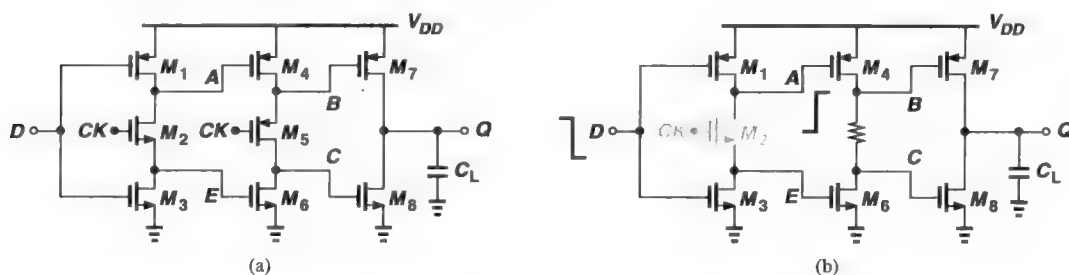 V_DD
M_1 A M_4 M_7
B
D CK M_2 CK M_5 Q
C
C_L
M_3 E M_6 M_8
(a)
V_DD
M_1 A M_4 M_7
B
D CK M_2 Q
C
C_L
M_3 E M_6 M_8
(b)